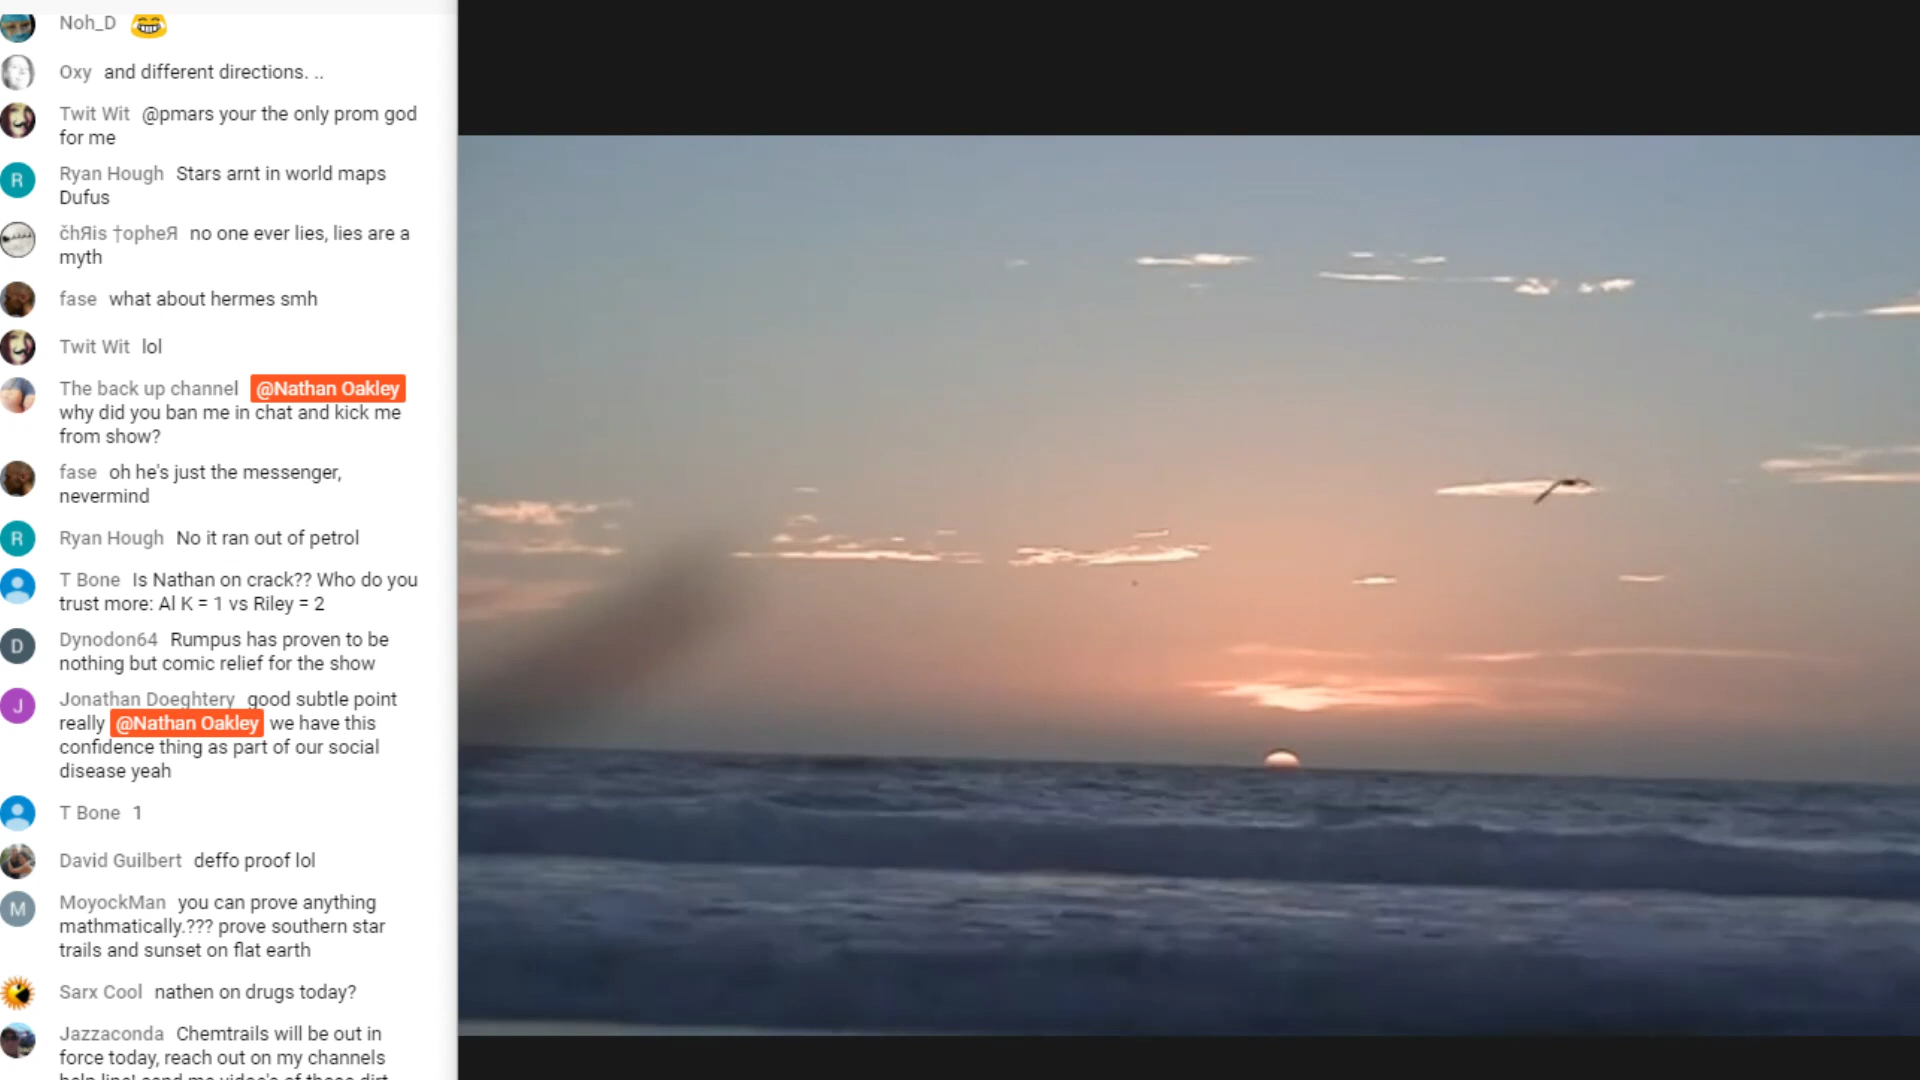 Noh_D 😂
Oxy and different directions. ..
Twit Wit @pmars your the only prom god
for me
R Ryan Hough Stars arnt in world maps
Dufus
čhЯis †opheЯ no one ever lies, lies are a
myth
fase what about hermes smh
Twit Wit lol
The back up channel @Nathan Oakley
why did you ban me in chat and kick me
from show?
fase oh he's just the messenger,
nevermind
R Ryan Hough No it ran out of petrol
T Bone Is Nathan on crack?? Who do you
trust more: Al K = 1 vs Riley = 2
D Dynodon64 Rumpus has proven to be
nothing but comic relief for the show
J Jonathan Doeghtery good subtle point
really @Nathan Oakley we have this
confidence thing as part of our social
disease yeah
T Bone 1
David Guilbert deffo proof lol
M MoyockMan you can prove anything
mathmatically.??? prove southern star
trails and sunset on flat earth
Sarx Cool nathen on drugs today?
Jazzaconda Chemtrails will be out in
force today, reach out on my channels
help line! send me video's of these dirt